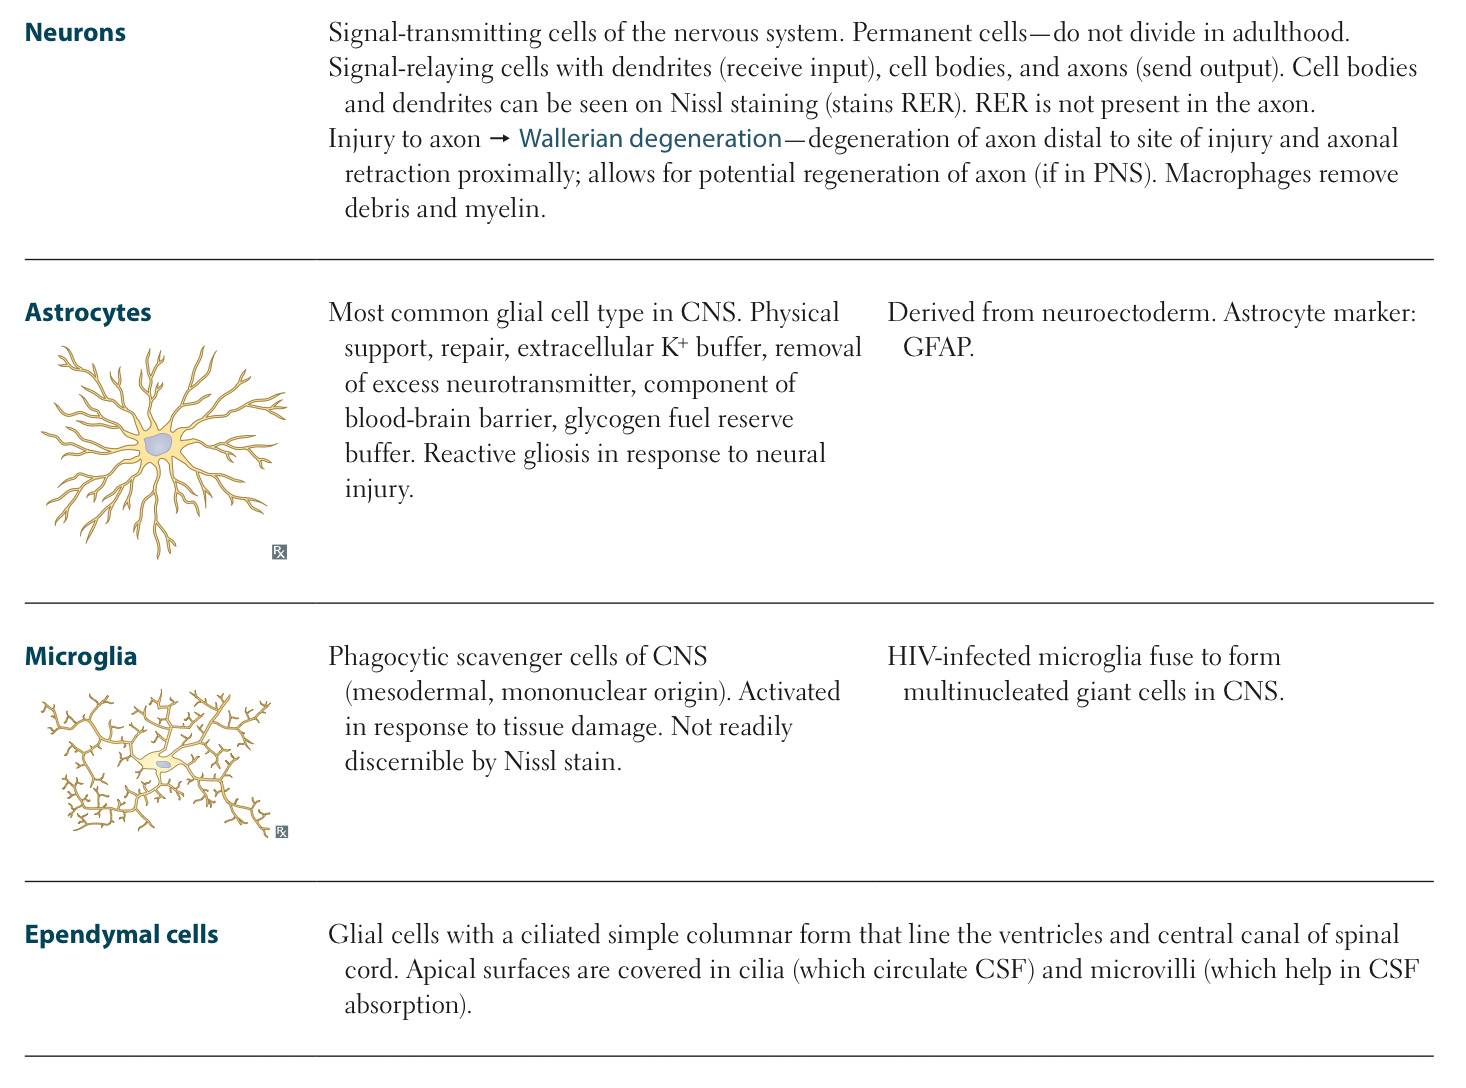 Neurons
Signal-transmitting cells of the nervous system. Permanent cells—do not divide in adulthood.
Signal-relaying cells with dendrites (receive input), cell bodies, and axons (send output). Cell bodies
and dendrites can be seen on Nissl staining (stains RER). RER is not present in the axon.
Injury to axon → Wallerian degeneration—degeneration of axon distal to site of injury and axonal
retraction proximally; allows for potential regeneration of axon (if in PNS). Macrophages remove
debris and myelin.
Astrocytes
Most common glial cell type in CNS. Physical
support, repair, extracellular K⁺ buffer, removal
of excess neurotransmitter, component of
blood-brain barrier, glycogen fuel reserve
buffer. Reactive gliosis in response to neural
injury.
Derived from neuroectoderm. Astrocyte marker:
GFAP.
Rx
Microglia
Phagocytic scavenger cells of CNS
(mesodermal, mononuclear origin). Activated
in response to tissue damage. Not readily
discernible by Nissl stain.
HIV-infected microglia fuse to form
multinucleated giant cells in CNS.
Rx
Ependymal cells
Glial cells with a ciliated simple columnar form that line the ventricles and central canal of spinal
cord. Apical surfaces are covered in cilia (which circulate CSF) and microvilli (which help in CSF
absorption).